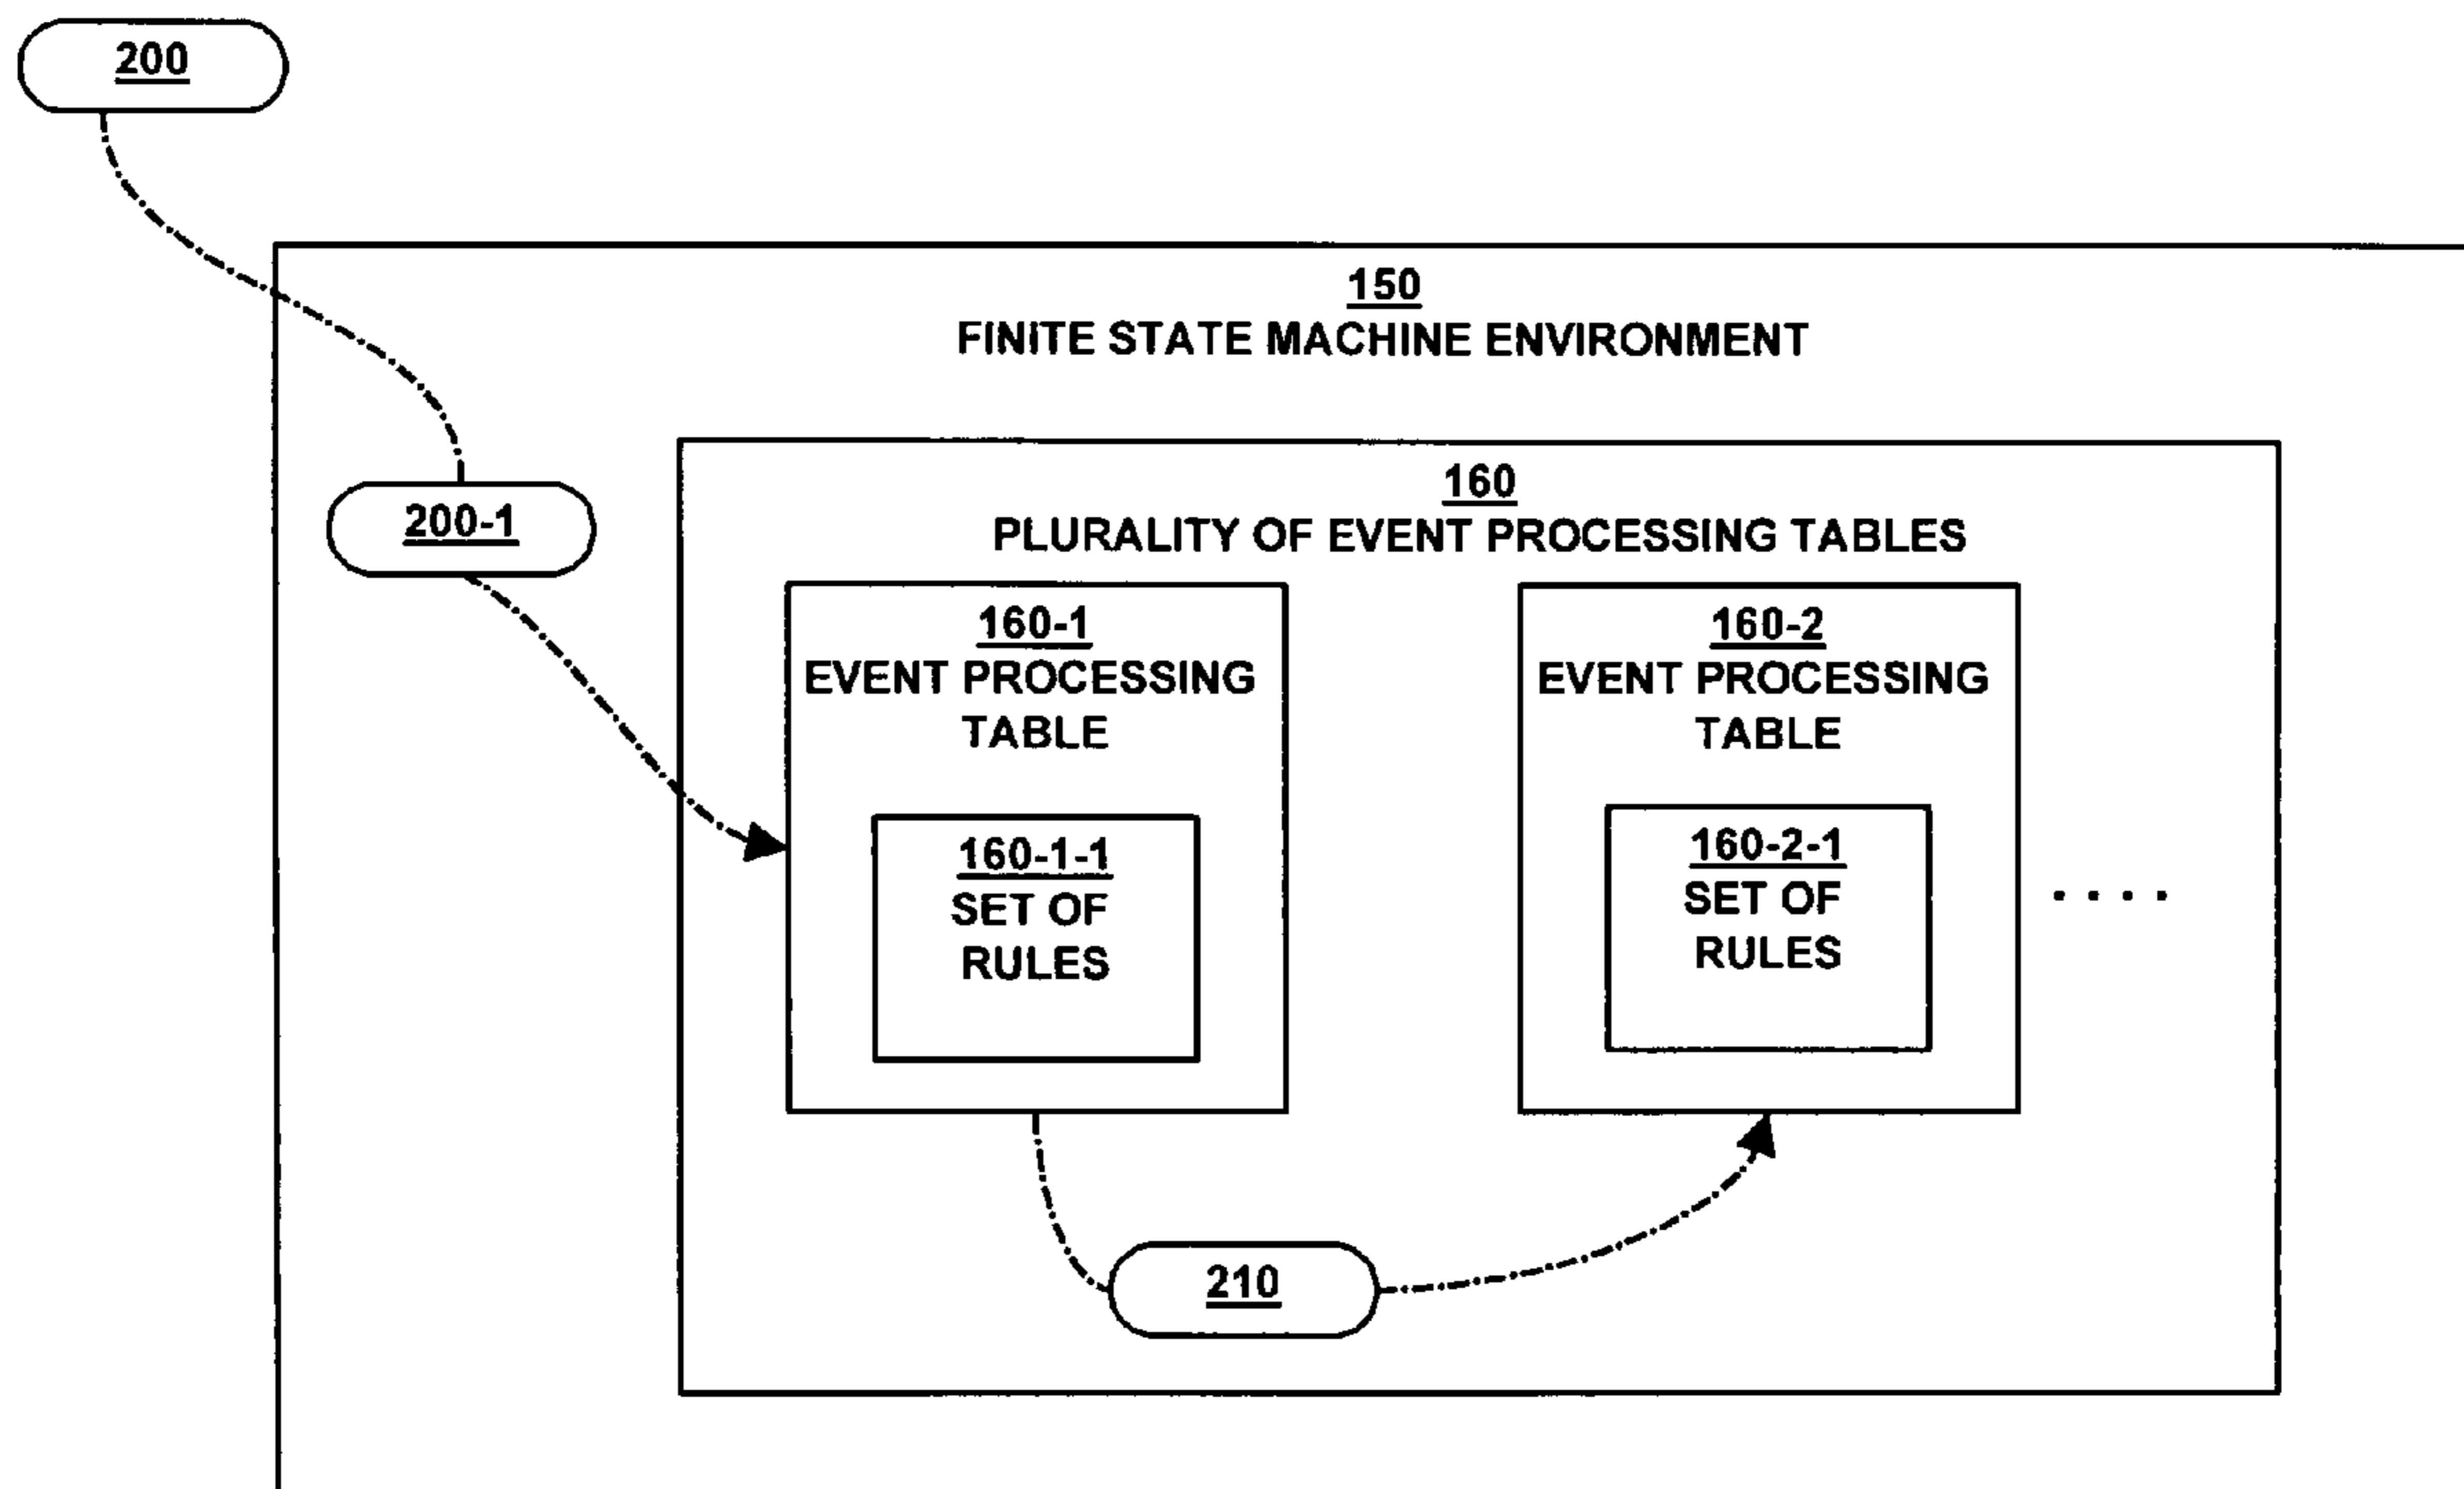 200
150
FINITE STATE MACHINE ENVIRONMENT
200-1
160
PLURALITY OF EVENT PROCESSING TABLES
160-1
EVENT PROCESSING
TABLE
160-1-1
SET OF
RULES
160-2
EVENT PROCESSING
TABLE
160-2-1
SET OF
RULES
....
210